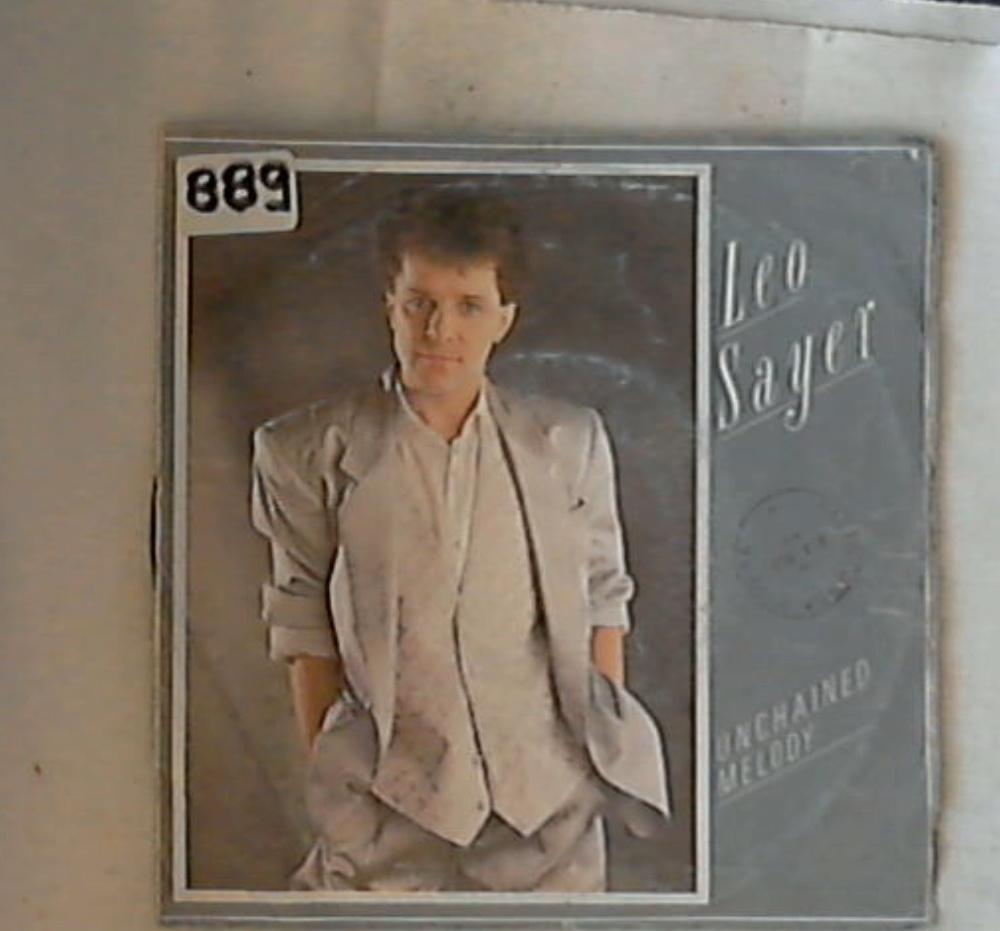 889
Leo
Sayer
UNCHAINED
MELODY